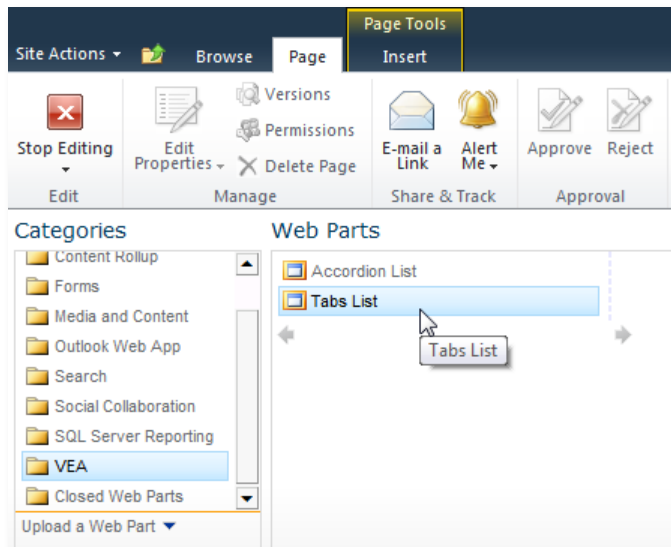 Page Tools
Site Actions
Browse
Page
Insert
Stop Editing
Edit Properties
Versions
Permissions
Delete Page
E-mail a Link
Alert Me
Approve
Reject
Edit
Manage
Share & Track
Approval
Categories
Content Rollup
Forms
Media and Content
Outlook Web App
Search
Social Collaboration
SQL Server Reporting
VEA
Closed Web Parts
Upload a Web Part
Web Parts
Accordion List
Tabs List
Tabs List